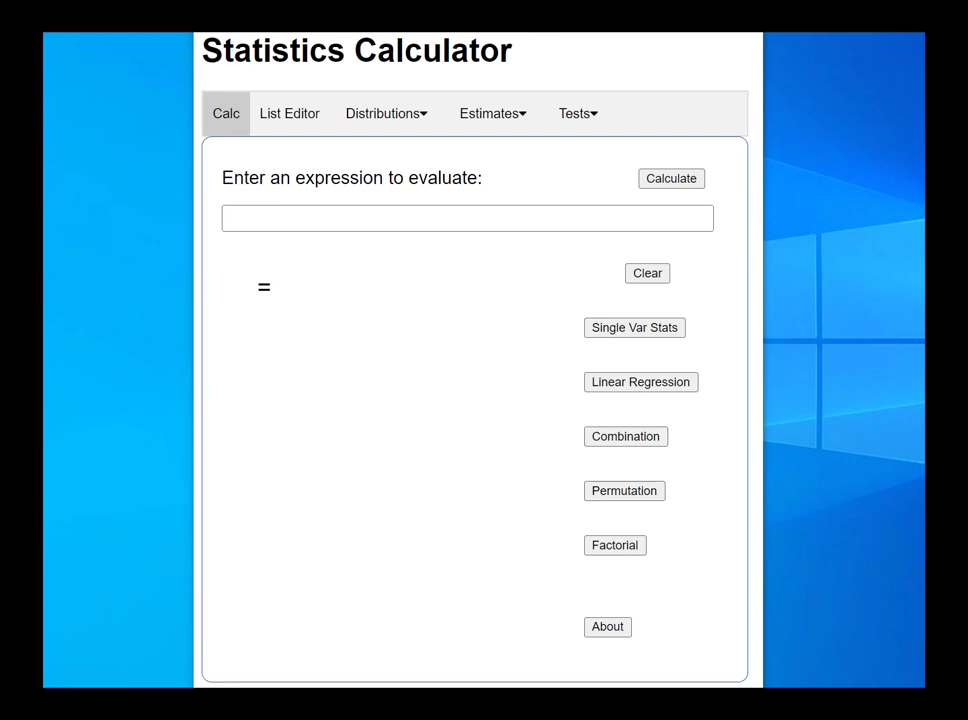 Statistics Calculator
Calc List Editor Distributions▾ Estimates▾ Tests▾
Enter an expression to evaluate: Calculate
= Clear
Single Var Stats
Linear Regression
Combination
Permutation
Factorial
About